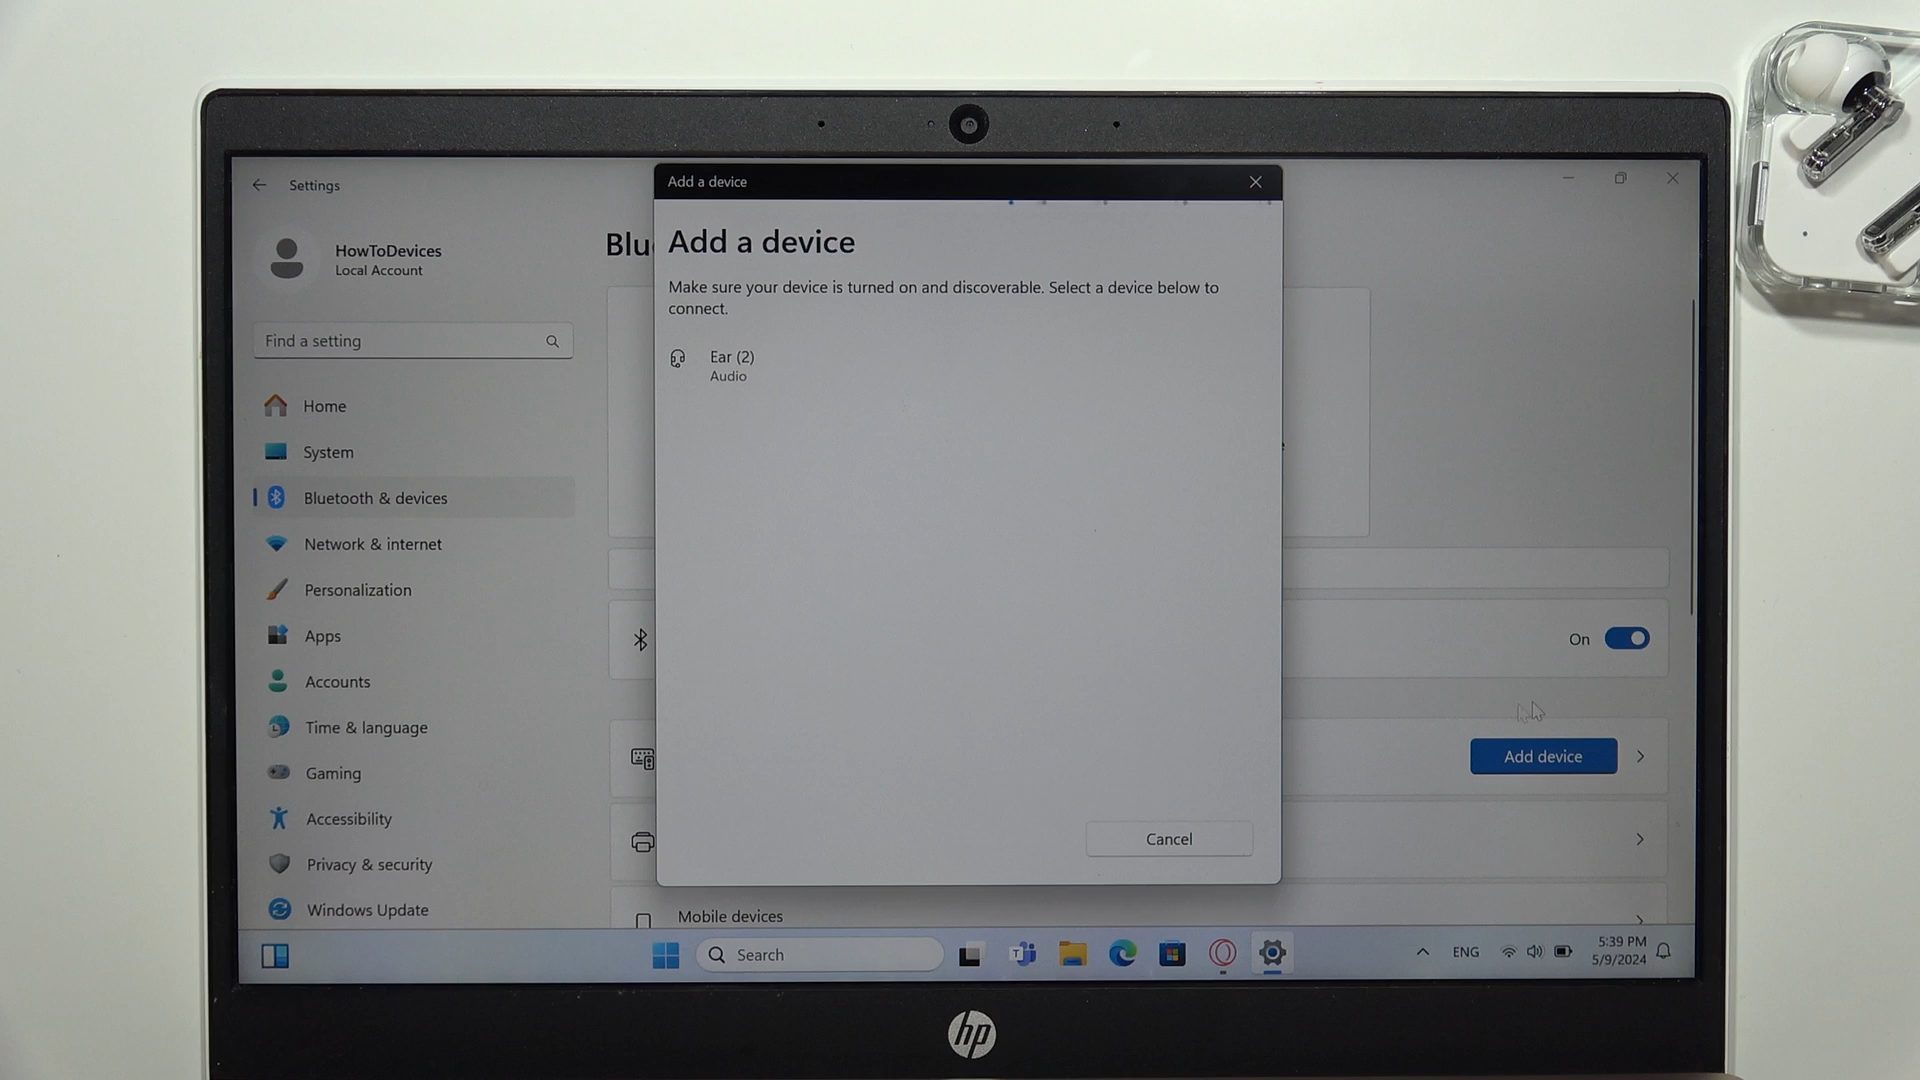 Settings
HowToDevices
Local Account
Find a setting
Home
System
Bluetooth & devices
Network & internet
Personalization
Apps
Accounts
Time & language
Gaming
Accessibility
Privacy & security
Windows Update
Blu
Add a device
Add a device
Make sure your device is turned on and discoverable. Select a device below to
connect.
Ear (2)
Audio
Cancel
On
Add device
Mobile devices
Search
ENG
5:39 PM
5/9/2024
hp